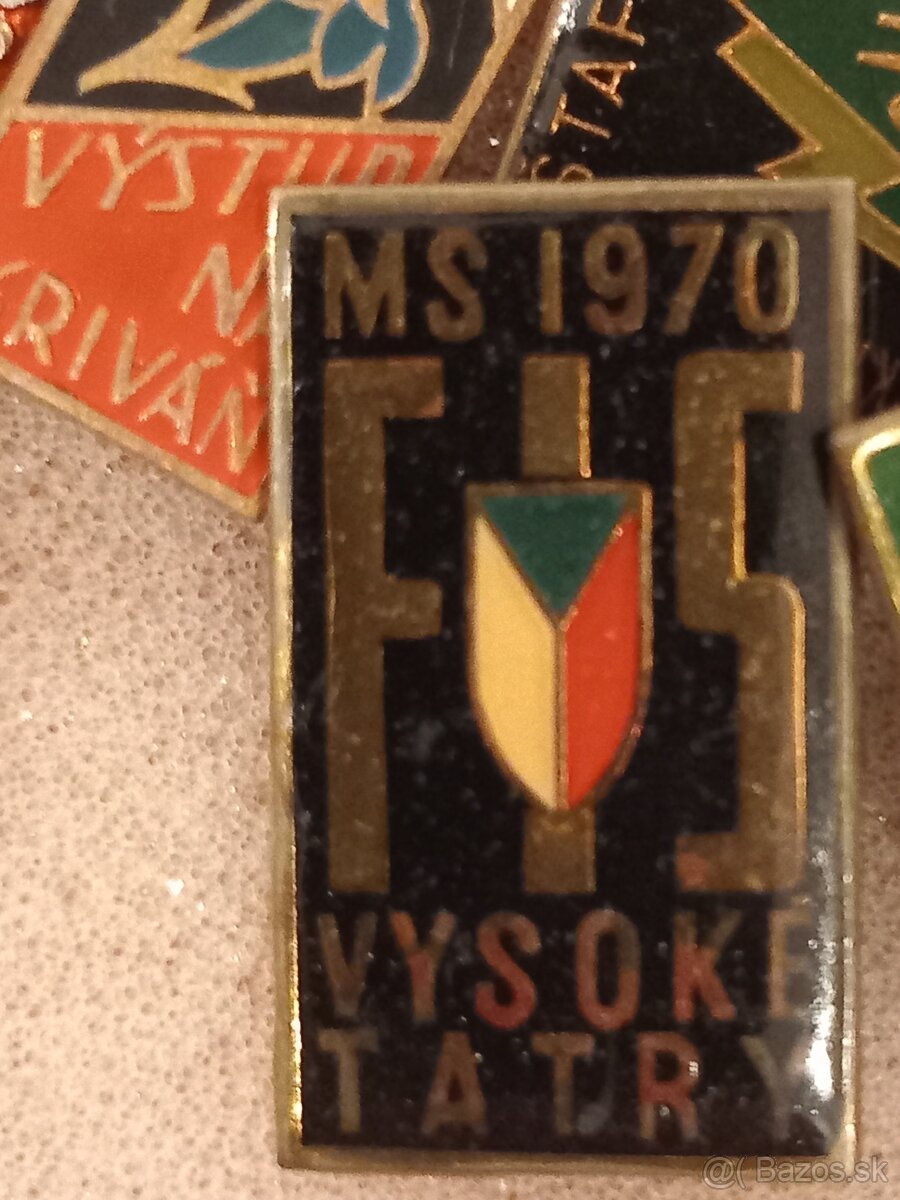 VÝSTUP
NA
KRIVÁŇ
MS 1970
FIS
VYSOKÉ
TATRY
@( Bazos.sk